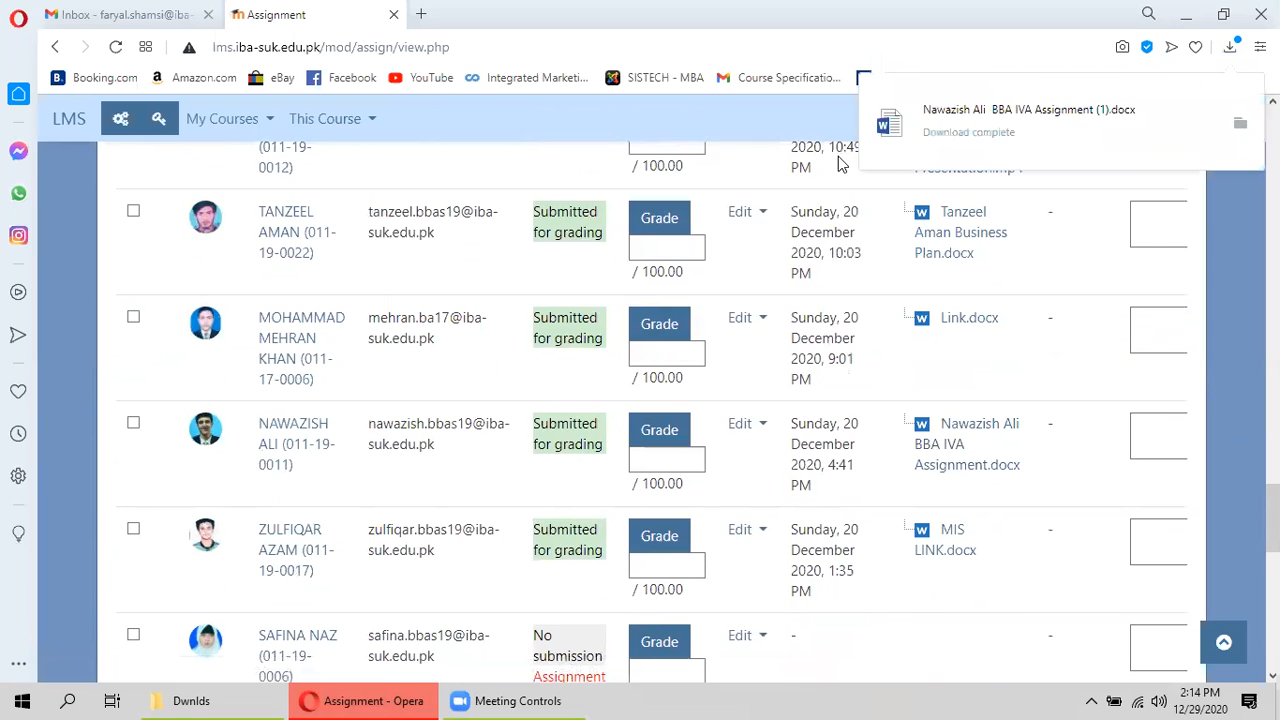 Inbox - faryal.shamsi@iba-
Assignment
lms.iba-suk.edu.pk/mod/assign/view.php
B. Booking.com
Amazon.com
eBay
Facebook
YouTube
Integrated Marketi...
SISTECH - MBA
Course Specificatio...
Nawazish Ali BBA IVA Assignment (1).docx
Download complete
LMS
My Courses
This Course
(011-19-
0012)
/ 100.00
2020, 10:49
PM
TANZEEL
AMAN (011-
19-0022)
tanzeel.bbas19@iba-
suk.edu.pk
Submitted
for grading
Grade
/ 100.00
Edit
Sunday, 20
December
2020, 10:03
PM
Tanzeel
Aman Business
Plan.docx
-
MOHAMMAD
MEHRAN
KHAN (011-
17-0006)
mehran.ba17@iba-
suk.edu.pk
Submitted
for grading
Grade
/ 100.00
Edit
Sunday, 20
December
2020, 9:01
PM
Link.docx
-
NAWAZISH
ALI (011-19-
0011)
nawazish.bbas19@iba-
suk.edu.pk
Submitted
for grading
Grade
/ 100.00
Edit
Sunday, 20
December
2020, 4:41
PM
Nawazish Ali
BBA IVA
Assignment.docx
-
ZULFIQAR
AZAM (011-
19-0017)
zulfiqar.bbas19@iba-
suk.edu.pk
Submitted
for grading
Grade
/ 100.00
Edit
Sunday, 20
December
2020, 1:35
PM
MIS
LINK.docx
-
SAFINA NAZ
(011-19-
0006)
safina.bbas19@iba-
suk.edu.pk
No
submission
Assignment
Grade
Edit
-
-
Dwnlds
Assignment - Opera
Meeting Controls
2:14 PM
12/29/2020